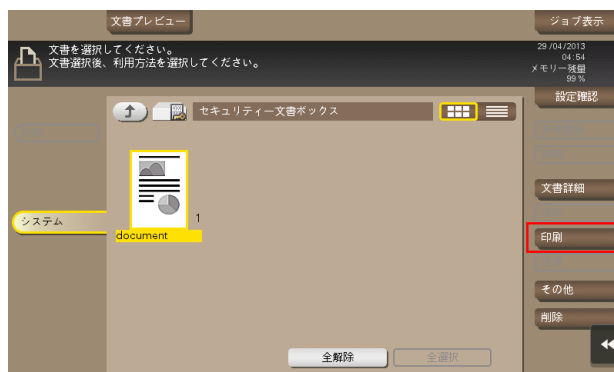 文書プレビュー
ジョブ表示
文書を選択してください。
文書選択後、利用方法を選択してください。
29/04/2013
04:54
メモリー残量
99 %
設定確認
セキュリティー文書ボックス
文書詳細
1
document
システム
印刷
その他
削除
全解除
全選択